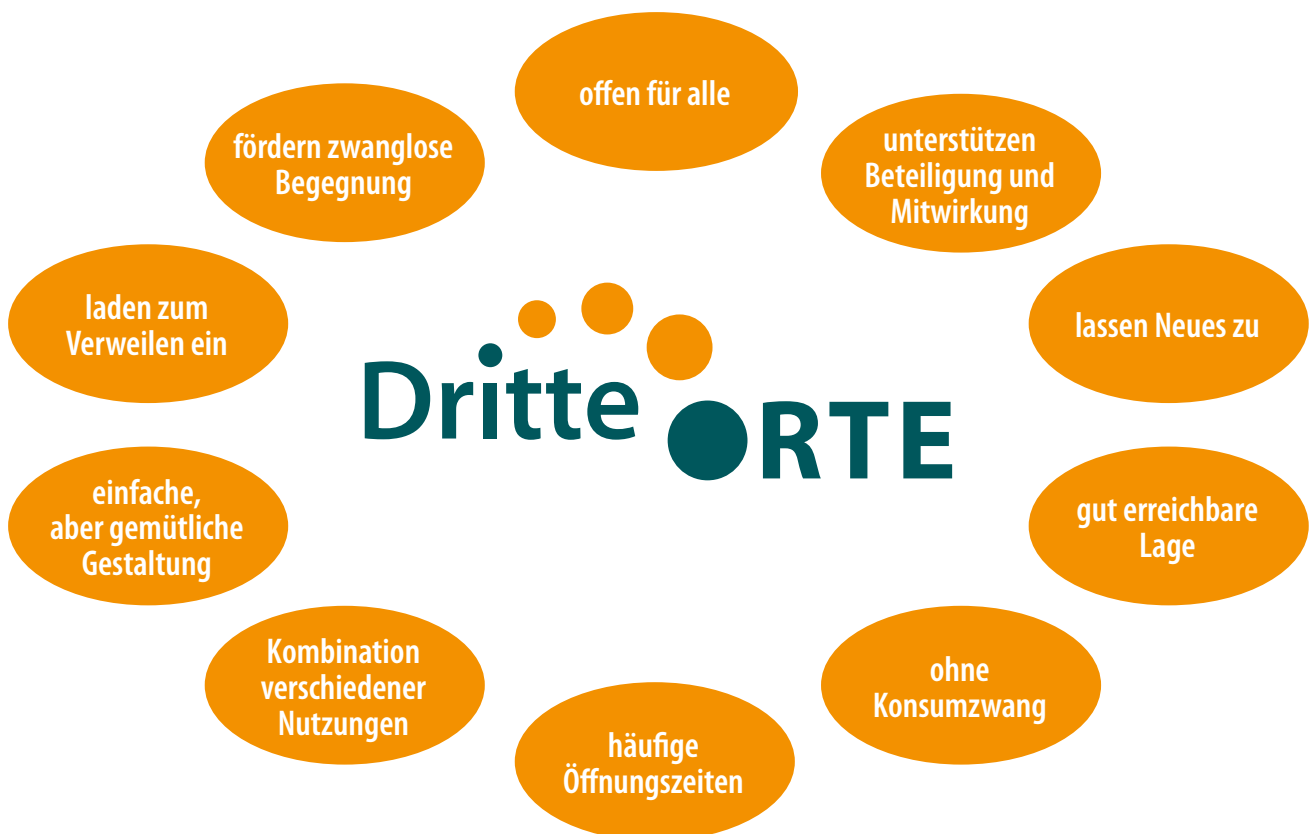 offen für alle
unterstützen
Beteiligung und
Mitwirkung
lassen Neues zu
gut erreichbare
Lage
ohne
Konsumzwang
häufige
Öffnungszeiten
Kombination
verschiedener
Nutzungen
einfache,
aber gemütliche
Gestaltung
laden zum
Verweilen ein
fördern zwanglose
Begegnung
Dritte
ORTE